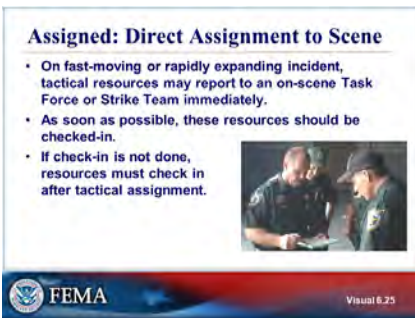 Assigned: Direct Assignment to Scene
• On fast-moving or rapidly expanding incident,
tactical resources may report to an on-scene Task
Force or Strike Team immediately.
• As soon as possible, these resources should be
checked-in.
• If check-in is not done,
resources must check in
after tactical assignment.
FEMA
Visual 6.25